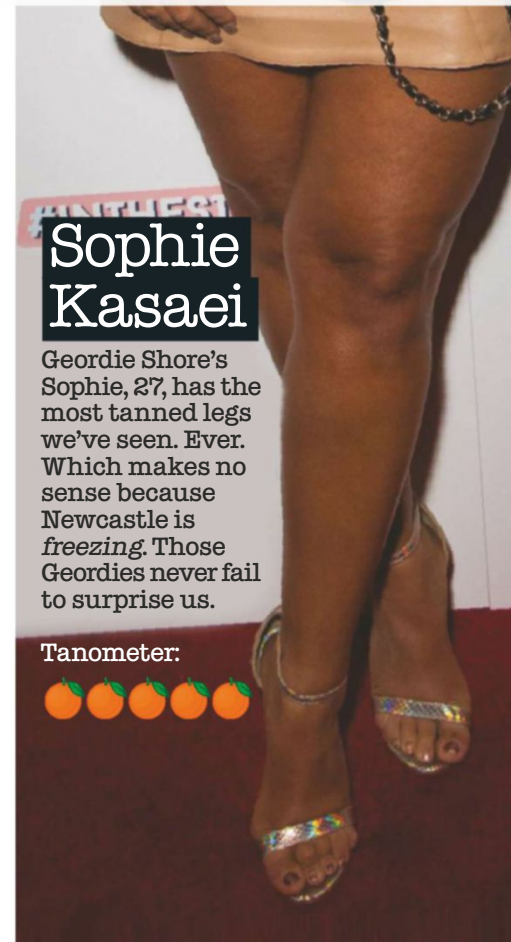 #INTHEST
Sophie
Kasaei
Geordie Shore's
Sophie, 27, has the
most tanned legs
we've seen. Ever.
Which makes no
sense because
Newcastle is
freezing. Those
Geordies never fail
to surprise us.
Tanometer: